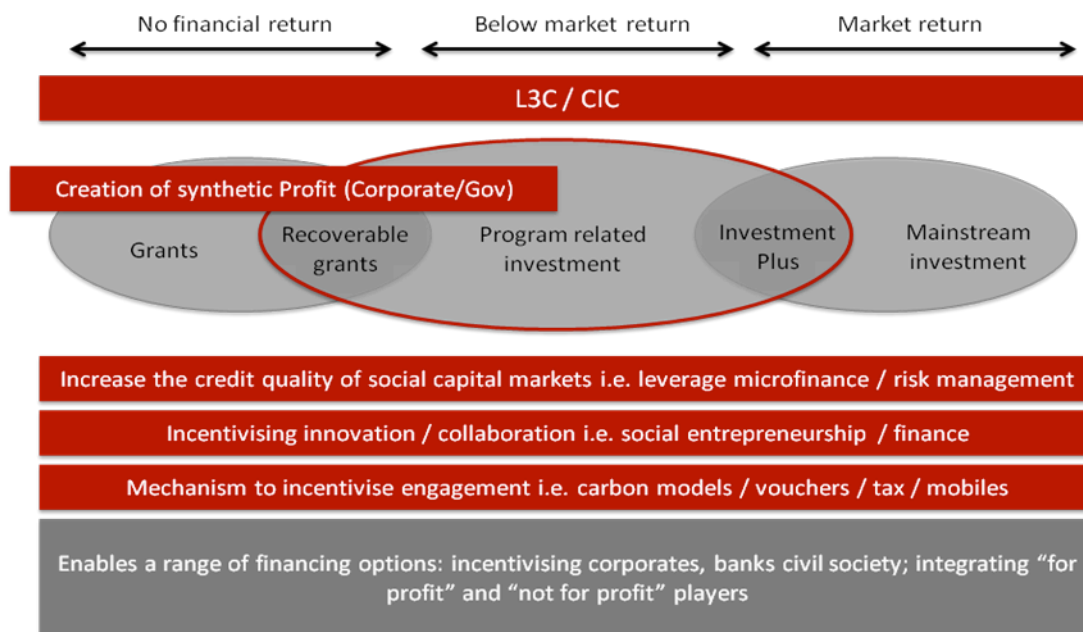 No financial return
Below market return
Market return
L3C / CIC
Creation of synthetic Profit (Corporate/Gov)
Grants
Recoverable
grants
Program related
investment
Investment
Plus
Mainstream
investment
Increase the credit quality of social capital markets i.e. leverage microfinance / risk management
Incentivising innovation / collaboration i.e. social entrepreneurship / finance
Mechanism to incentivise engagement i.e. carbon models / vouchers / tax / mobiles
Enables a range of financing options: incentivising corporates, banks civil society; integrating “for
profit” and “not for profit” players